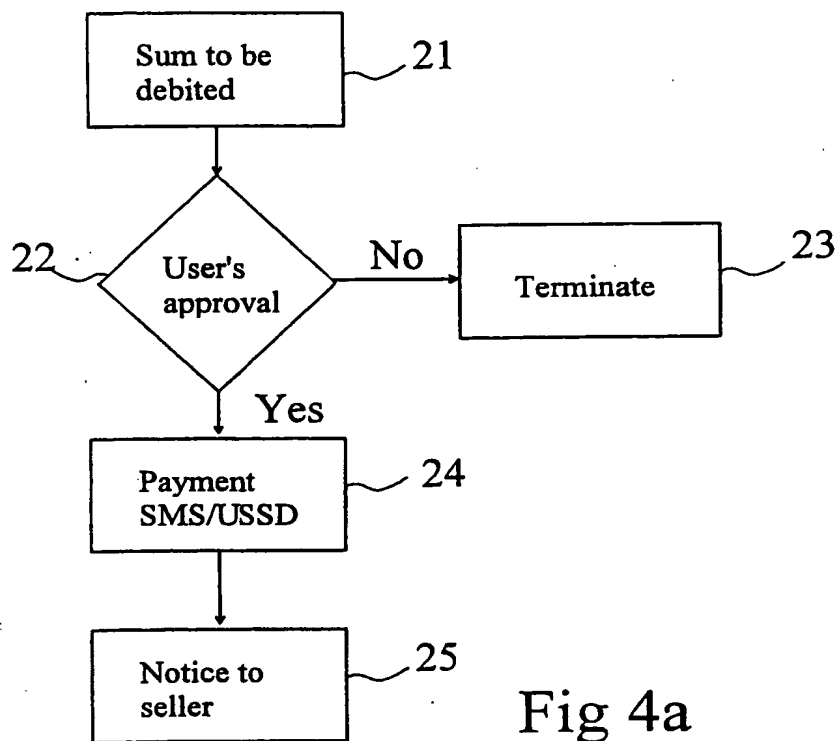 Sum to be
debited
21
22
User's
approval
No
Terminate
23
Yes
Payment
SMS/USSD
24
Notice to
seller
25
Fig 4a